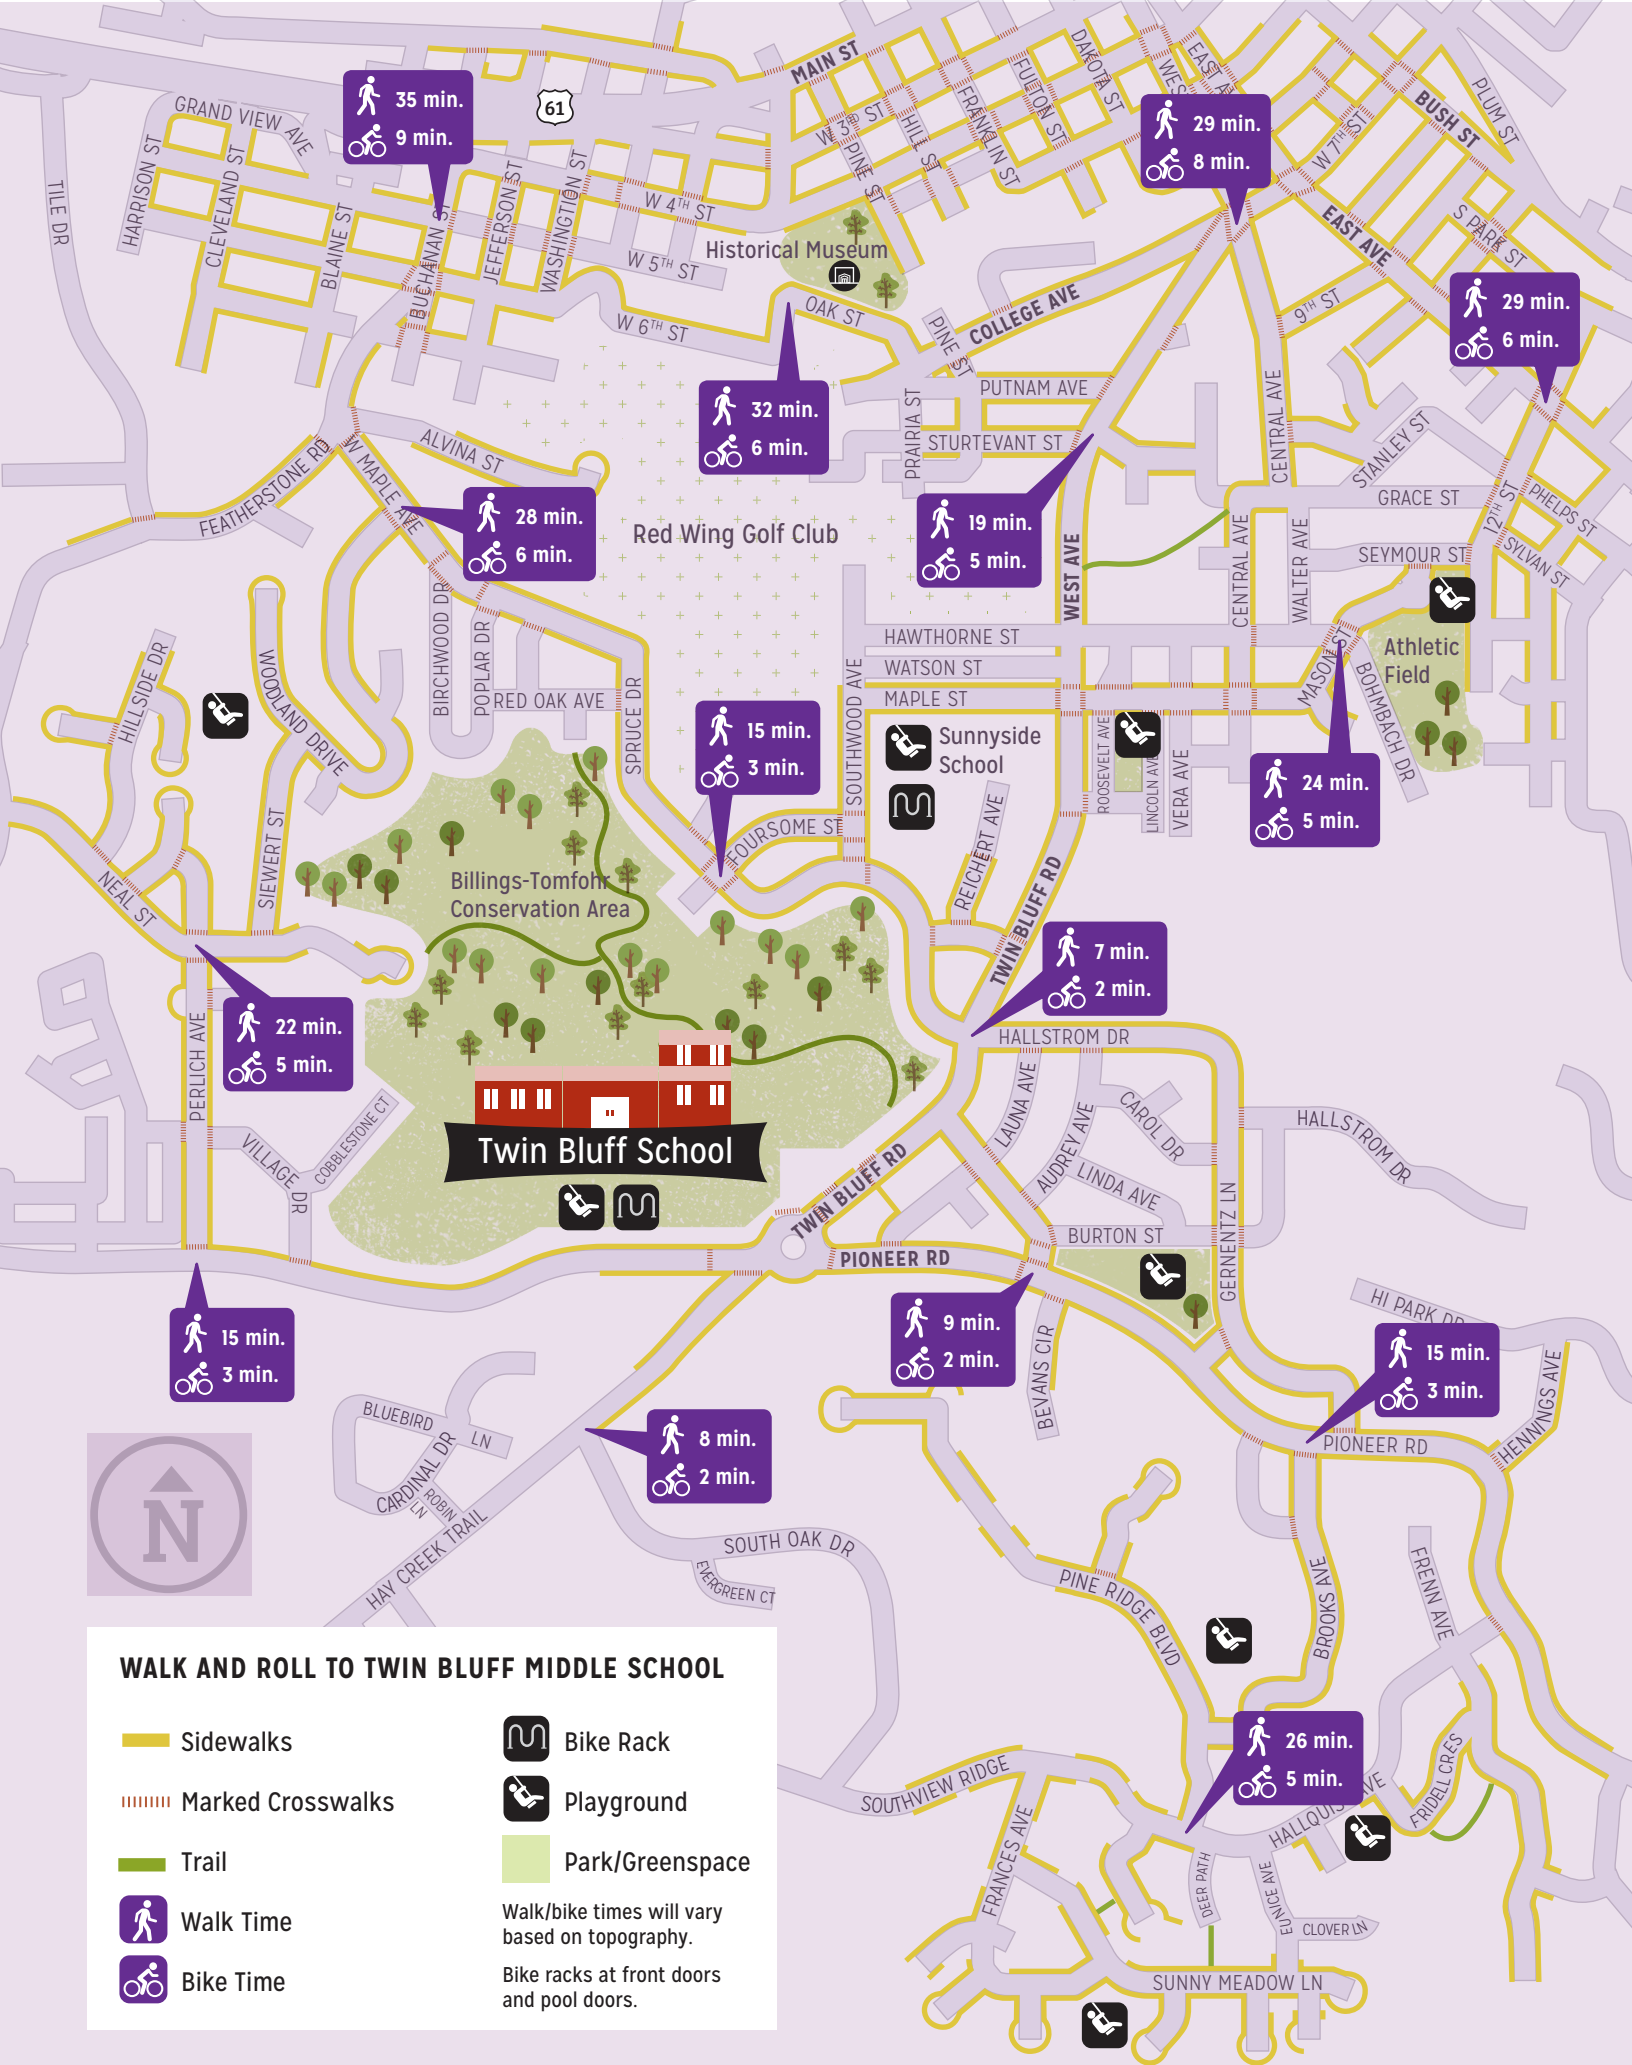 MAIN ST
GRAND VIEW AVE
35 min.
9 min.
61
W 3RD ST
PINE ST
HILL ST
FRANKLIN ST
FULTON ST
DAKOTA ST
29 min.
8 min.
BUSH ST
PLUM ST
W 7TH ST
TILE DR
HARRISON ST
CLEVELAND ST
BLAINE ST
BUCHANAN ST
JEFFERSON ST
WASHINGTION ST
W 4TH ST
W 5TH ST
W 6TH ST
Historical Museum
OAK ST
PINE ST
COLLEGE AVE
EAST AVE
S PARK ST
9TH ST
29 min.
6 min.
32 min.
6 min.
PUTNAM AVE
PRAIRIA ST
STURTEVANT ST
CENTRAL AVE
STANLEY ST
GRACE ST
12TH ST
PHELPS ST
SYLVAN ST
SEYMOUR ST
ALVINA ST
FEATHERSTONE RD
W MAPLE AVE
28 min.
6 min.
Red Wing Golf Club
19 min.
5 min.
WEST AVE
CENTRAL AVE
WALTER AVE
BIRCHWOOD DR
POPLAR DR
RED OAK AVE
SPRUCE DR
HAWTHORNE ST
WATSON ST
MAPLE ST
SOUTHWOOD AVE
MASON ST
Athletic
Field
BOHMBACH DR
HILLSIDE DR
WOODLAND DRIVE
SIEWERT ST
15 min.
3 min.
Sunnyside
School
ROOSEVELT AVE
LINCOLN AVE
VERA AVE
24 min.
5 min.
FOURSOME ST
REICHERT AVE
TWIN BLUFF RD
NEAL ST
Billings-Tomfohr
Conservation Area
7 min.
2 min.
22 min.
5 min.
PERLICH AVE
HALLSTROM DR
LAUNA AVE
AUDREY AVE
CAROL DR
LINDA AVE
HALLSTROM DR
VILLAGE DR
COBBLESTONE CT
Twin Bluff School
TWIN BLUFF RD
PIONEER RD
BURTON ST
GERNENTZ LN
15 min.
3 min.
9 min.
2 min.
BEVANS CIR
HI PARK DR
15 min.
3 min.
HENNINGS AVE
PIONEER RD
BLUEBIRD LN
CARDINAL DR
ROBIN LN
HAY CREEK TRAIL
8 min.
2 min.
SOUTH OAK DR
EVERGREEN CT
N
PINE RIDGE BLVD
BROOKS AVE
FRENN AVE
26 min.
5 min.
SOUTHVIEW RIDGE
FRANCES AVE
FRIDELL CRES
DEER PATH
EUNICE AVE
CLOVER LN
SUNNY MEADOW LN
WALK AND ROLL TO TWIN BLUFF MIDDLE SCHOOL
Sidewalks
Marked Crosswalks
Trail
Walk Time
Bike Time
Bike Rack
Playground
Park/Greenspace
Walk/bike times will vary
based on topography.
Bike racks at front doors
and pool doors.